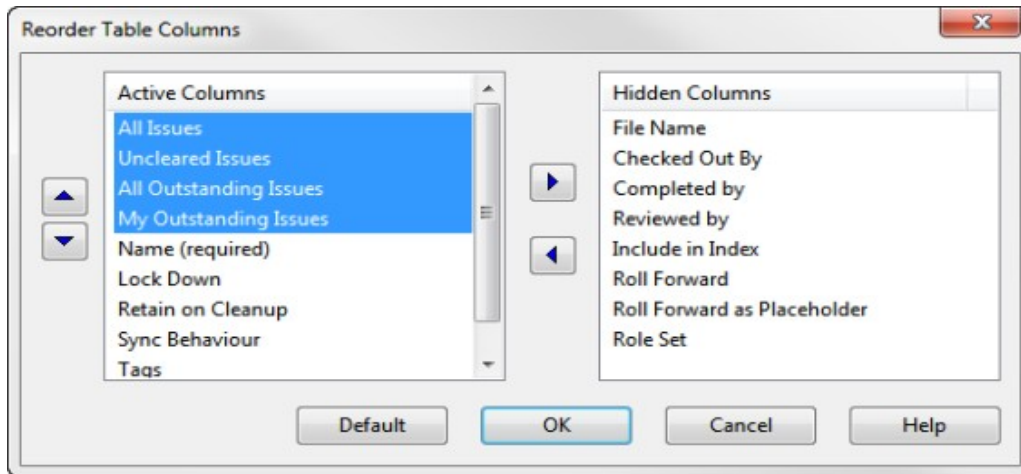 Reorder Table Columns
Active Columns
All Issues
Uncleared Issues
All Outstanding Issues
My Outstanding Issues
Name (required)
Lock Down
Retain on Cleanup
Sync Behaviour
Tags
Hidden Columns
File Name
Checked Out By
Completed by
Reviewed by
Include in Index
Roll Forward
Roll Forward as Placeholder
Role Set
Default
OK
Cancel
Help